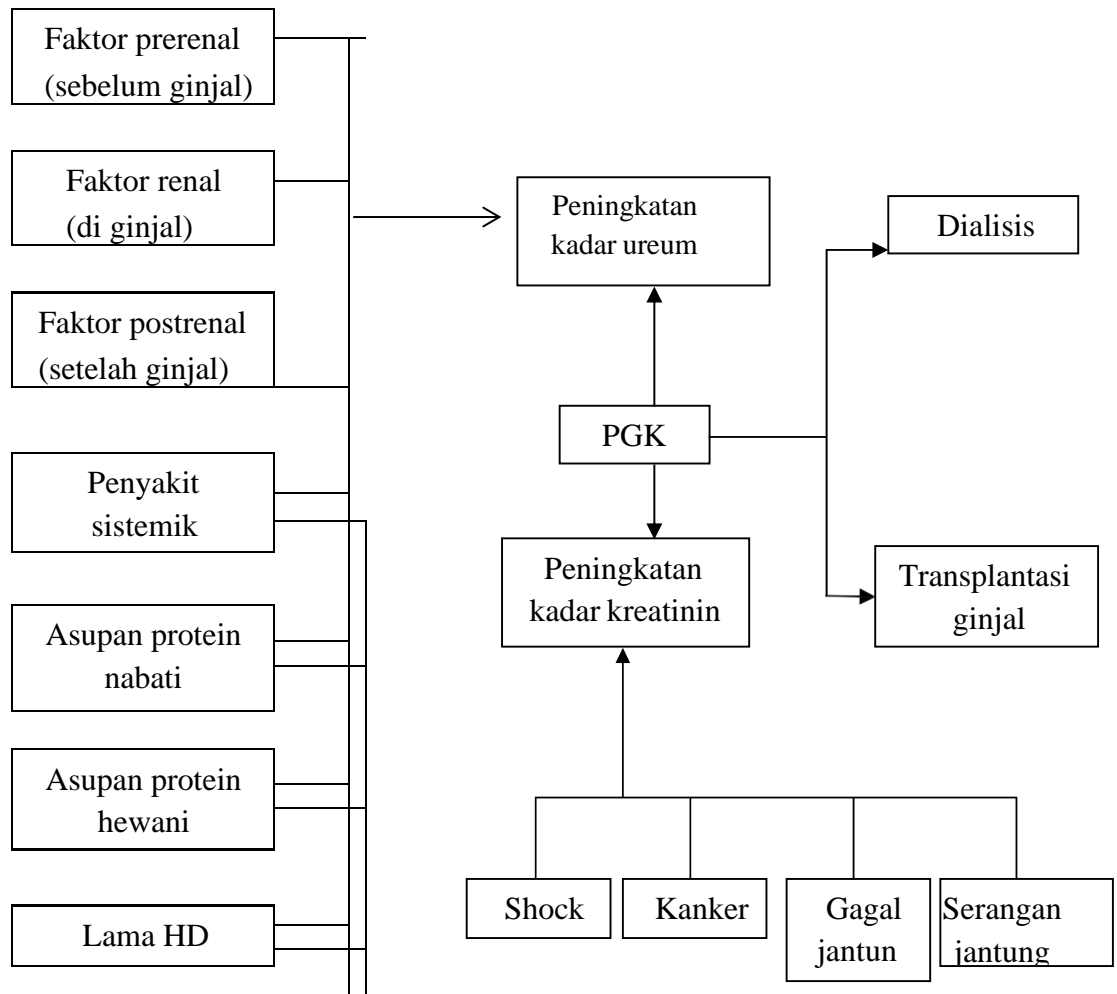 Faktor prerenal
(sebelum ginjal)
Faktor renal
(di ginjal)
Faktor postrenal
(setelah ginjal)
Penyakit
sistemik
Asupan protein
nabati
Asupan protein
hewani
Lama HD
Peningkatan
kadar ureum
PGK
Peningkatan
kadar kreatinin
Dialisis
Transplantasi
ginjal
Shock
Kanker
Gagal
jantun
Serangan
jantung